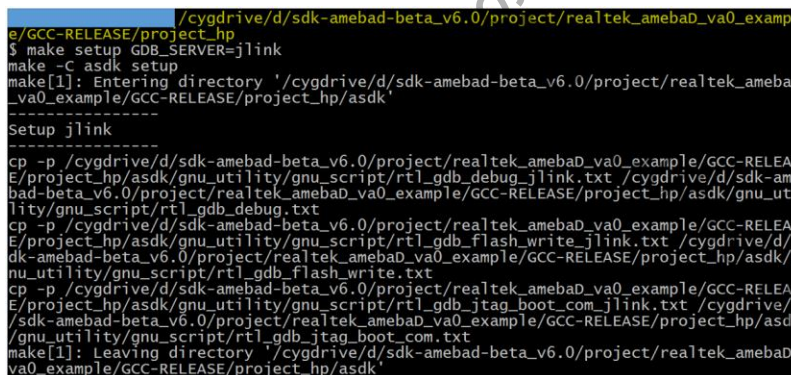 /cygdrive/d/sdk-amebad-beta_v6.0/project/realtek_amebaD_va0_examp
e/GCC-RELEASE/project_hp
$ make setup GDB_SERVER=jlink
make -C asdk setup
make[1]: Entering directory '/cygdrive/d/sdk-amebad-beta_v6.0/project/realtek_ameba
_va0_example/GCC-RELEASE/project_hp/asdk'
----------------
Setup jlink
----------------
cp -p /cygdrive/d/sdk-amebad-beta_v6.0/project/realtek_amebaD_va0_example/GCC-RELEA
E/project_hp/asdk/gnu_utility/gnu_script/rtl_gdb_debug_jlink.txt /cygdrive/d/sdk-am
bad-beta_v6.0/project/realtek_amebaD_va0_example/GCC-RELEASE/project_hp/asdk/gnu_ut
lity/gnu_script/rtl_gdb_debug.txt
cp -p /cygdrive/d/sdk-amebad-beta_v6.0/project/realtek_amebaD_va0_example/GCC-RELEA
E/project_hp/asdk/gnu_utility/gnu_script/rtl_gdb_flash_write_jlink.txt /cygdrive/d/
dk-amebad-beta_v6.0/project/realtek_amebaD_va0_example/GCC-RELEASE/project_hp/asdk/
nu_utility/gnu_script/rtl_gdb_flash_write.txt
cp -p /cygdrive/d/sdk-amebad-beta_v6.0/project/realtek_amebaD_va0_example/GCC-RELEA
E/project_hp/asdk/gnu_utility/gnu_script/rtl_gdb_jtag_boot_com_jlink.txt /cygdrive/
/sdk-amebad-beta_v6.0/project/realtek_amebaD_va0_example/GCC-RELEASE/project_hp/asd
/gnu_utility/gnu_script/rtl_gdb_jtag_boot_com.txt
make[1]: Leaving directory '/cygdrive/d/sdk-amebad-beta_v6.0/project/realtek_amebaD
va0_example/GCC-RELEASE/project_hp/asdk'